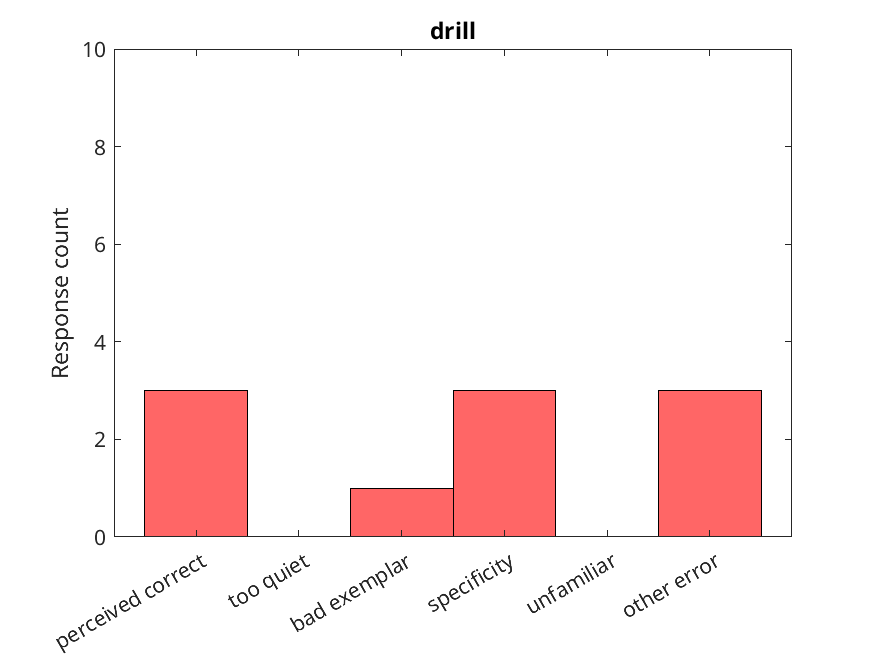 drill
10
8
6
4
2
0
Response count
perceived correct
too quiet
bad exemplar
specificity
unfamiliar
other error